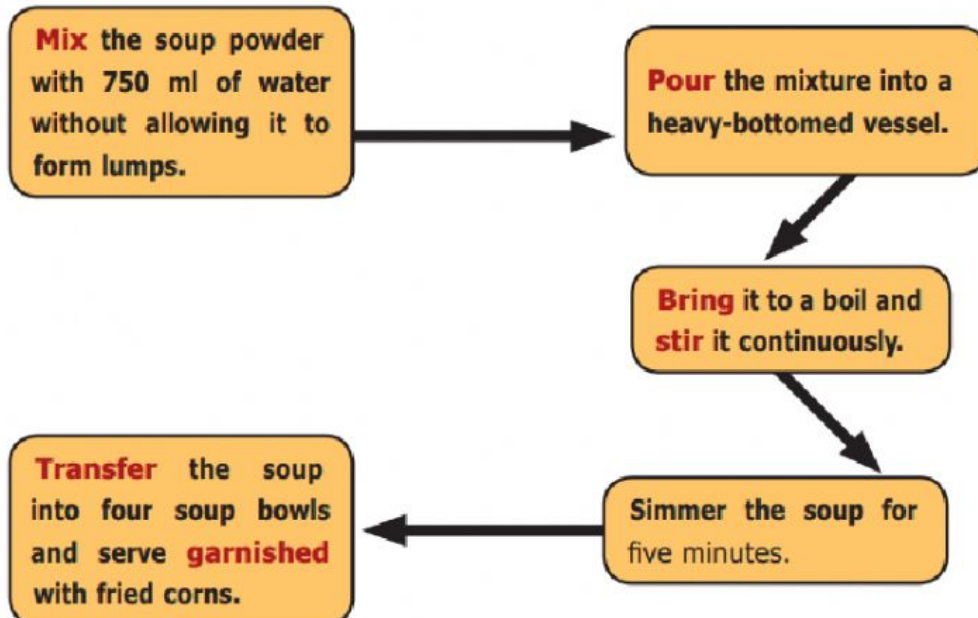 Mix the soup powder
with 750 ml of water
without allowing it to
form lumps.
Pour the mixture into a
heavy-bottomed vessel.
Bring it to a boil and
stir it continuously.
Simmer the soup for
five minutes.
Transfer the soup
into four soup bowls
and serve garnished
with fried corns.